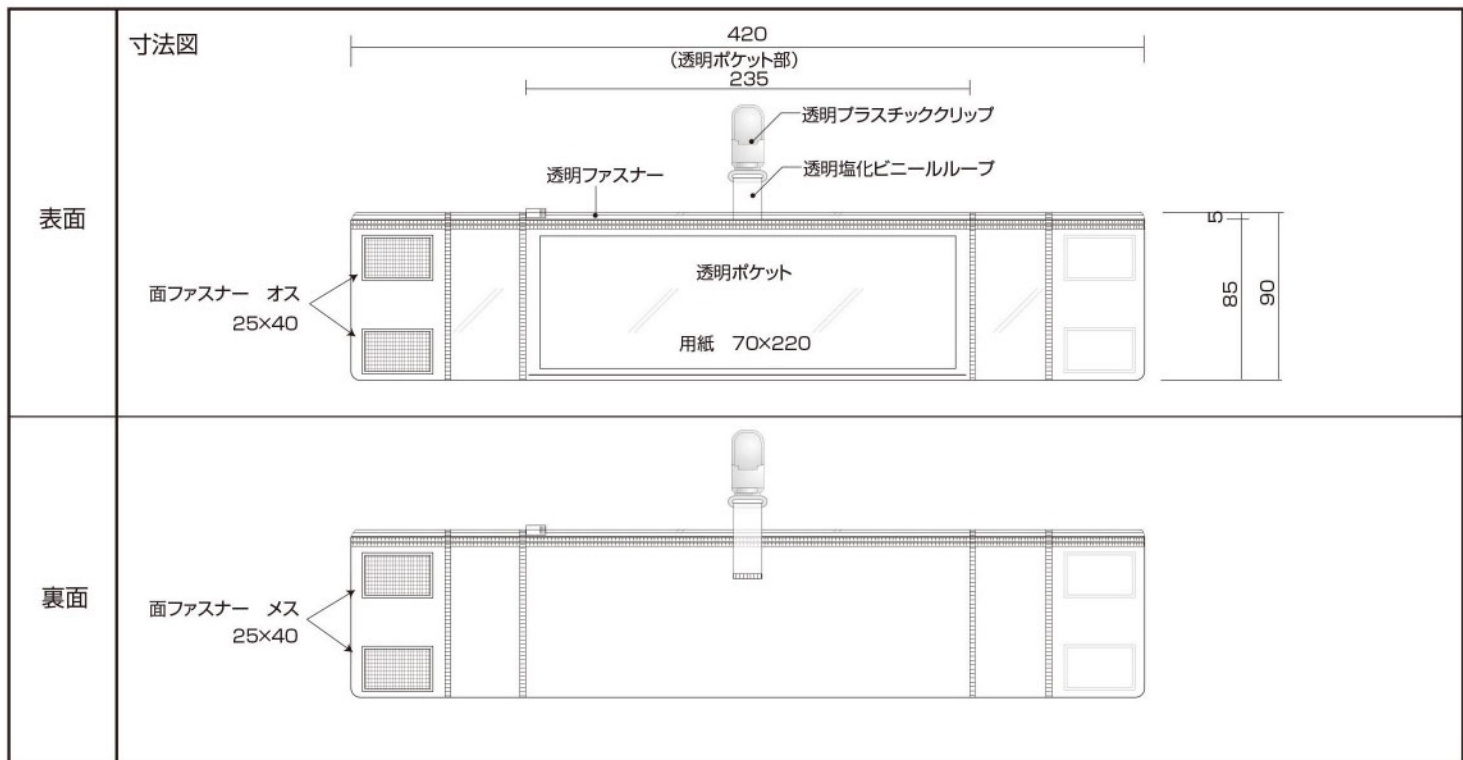 寸法図
420
(透明ポケット部)
235
透明プラスチッククリップ
透明塩化ビニールループ
透明ファスナー
表面
5
透明ポケット
面ファスナー　オス
25×40
85
90
用紙　70×220
裏面
面ファスナー　メス
25×40